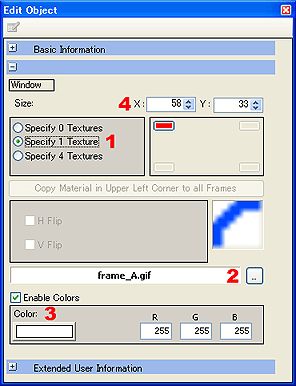 Edit Object
Basic Information
Window
Size: 4 X: 58 Y: 33
Specify 0 Textures
Specify 1 Texture 1
Specify 4 Textures
Copy Material in Upper Left Corner to all Frames
H Flip
V Flip
frame_A.gif 2 ..
Enable Colors
Color: 3 R G B
255 255 255
Extended User Information